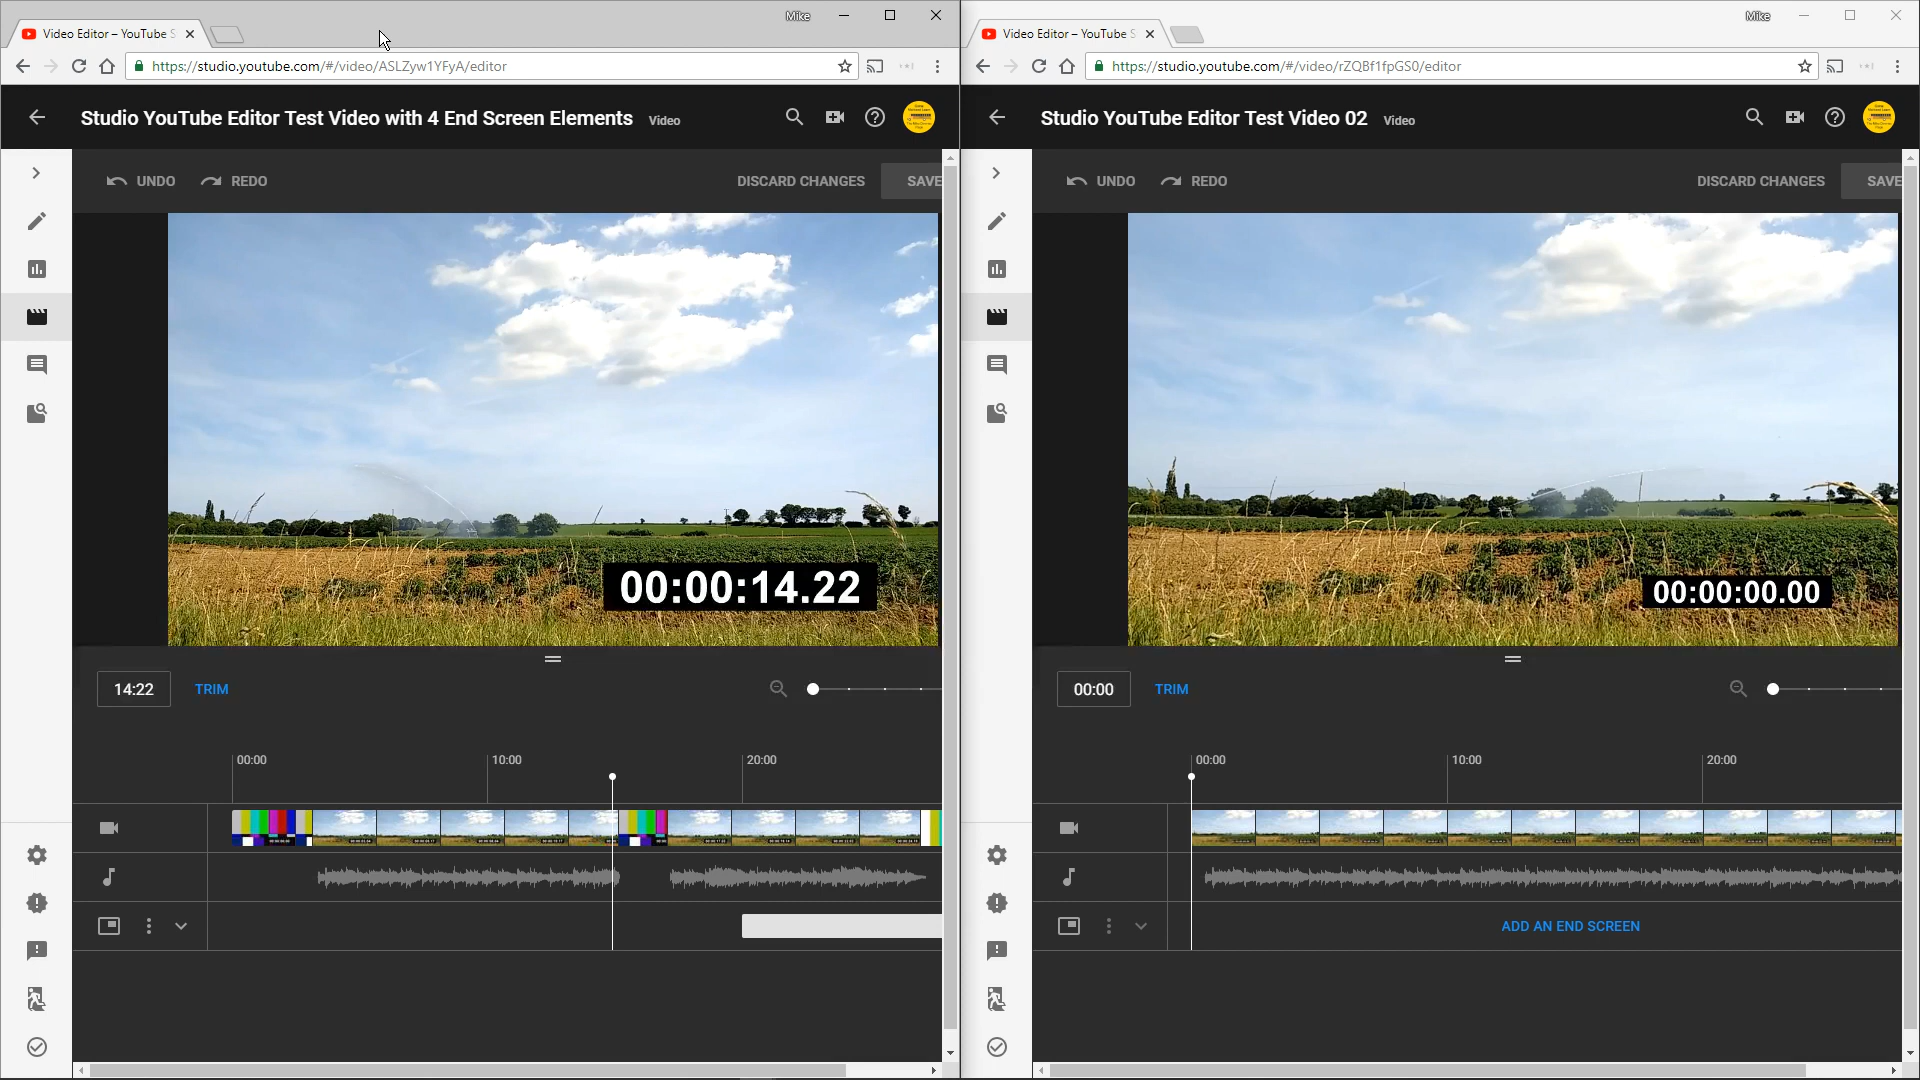 Mike
Video Editor – YouTube S
https://studio.youtube.com/#/video/ASLZyw1YFyA/editor
Studio YouTube Editor Test Video with 4 End Screen Elements Video
UNDO REDO DISCARD CHANGES SAVE
00:00:14.22
14:22 TRIM
00:00 10:00 20:00
Mike
Video Editor – YouTube S
https://studio.youtube.com/#/video/rZQBf1fpGS0/editor
Studio YouTube Editor Test Video 02 Video
UNDO REDO DISCARD CHANGES SAVE
00:00:00.00
00:00 TRIM
00:00 10:00 20:00
ADD AN END SCREEN